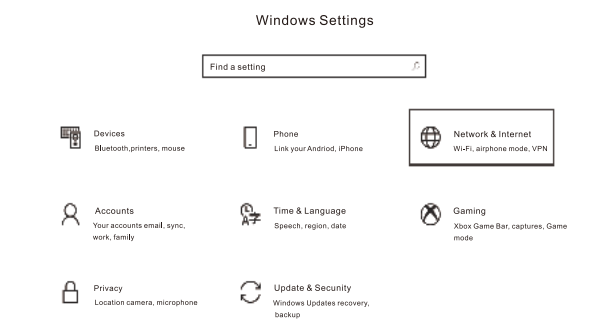 Windows Settings
Find a setting
Devices
Bluetooth,printers, mouse
Phone
Link your Andriod, iPhone
Network & Internet
Wi-Fi, airphone mode, VPN
Accounts
Your accounts email, sync,
work, family
Time & Language
Speech, region, date
Gaming
Xbox Game Bar, captures, Game
mode
Privacy
Location camera, microphone
Update & Security
Windows Updates recovery,
backup